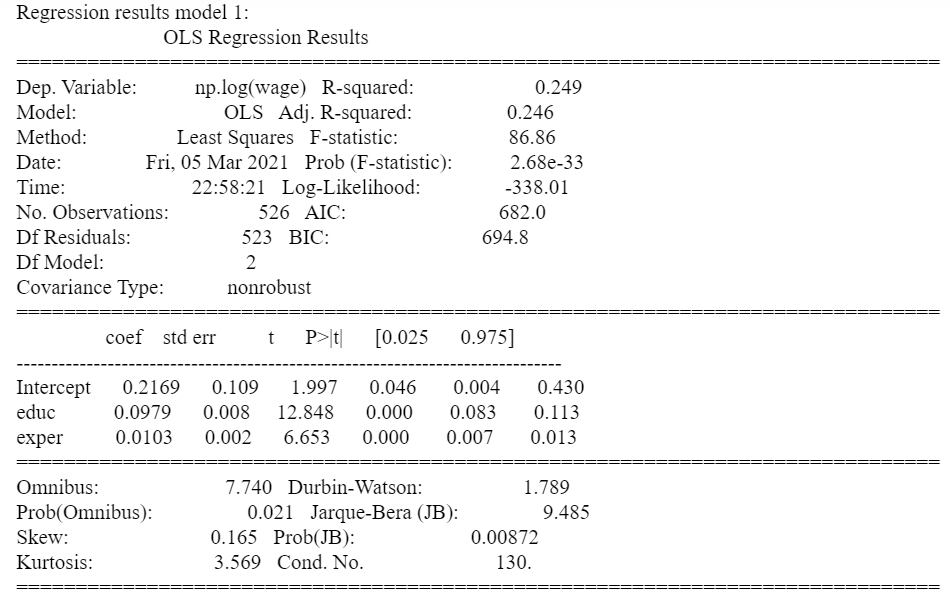 Regression results model 1:
OLS Regression Results
==============================================================================
Dep. Variable: np.log(wage) R-squared: 0.249
Model: OLS Adj. R-squared: 0.246
Method: Least Squares F-statistic: 86.86
Date: Fri, 05 Mar 2021 Prob (F-statistic): 2.68e-33
Time: 22:58:21 Log-Likelihood: -338.01
No. Observations: 526 AIC: 682.0
Df Residuals: 523 BIC: 694.8
Df Model: 2
Covariance Type: nonrobust
==============================================================================
coef std err t P>|t| [0.025 0.975]
------------------------------------------------------------------------------
Intercept 0.2169 0.109 1.997 0.046 0.004 0.430
educ 0.0979 0.008 12.848 0.000 0.083 0.113
exper 0.0103 0.002 6.653 0.000 0.007 0.013
==============================================================================
Omnibus: 7.740 Durbin-Watson: 1.789
Prob(Omnibus): 0.021 Jarque-Bera (JB): 9.485
Skew: 0.165 Prob(JB): 0.00872
Kurtosis: 3.569 Cond. No. 130.
==============================================================================